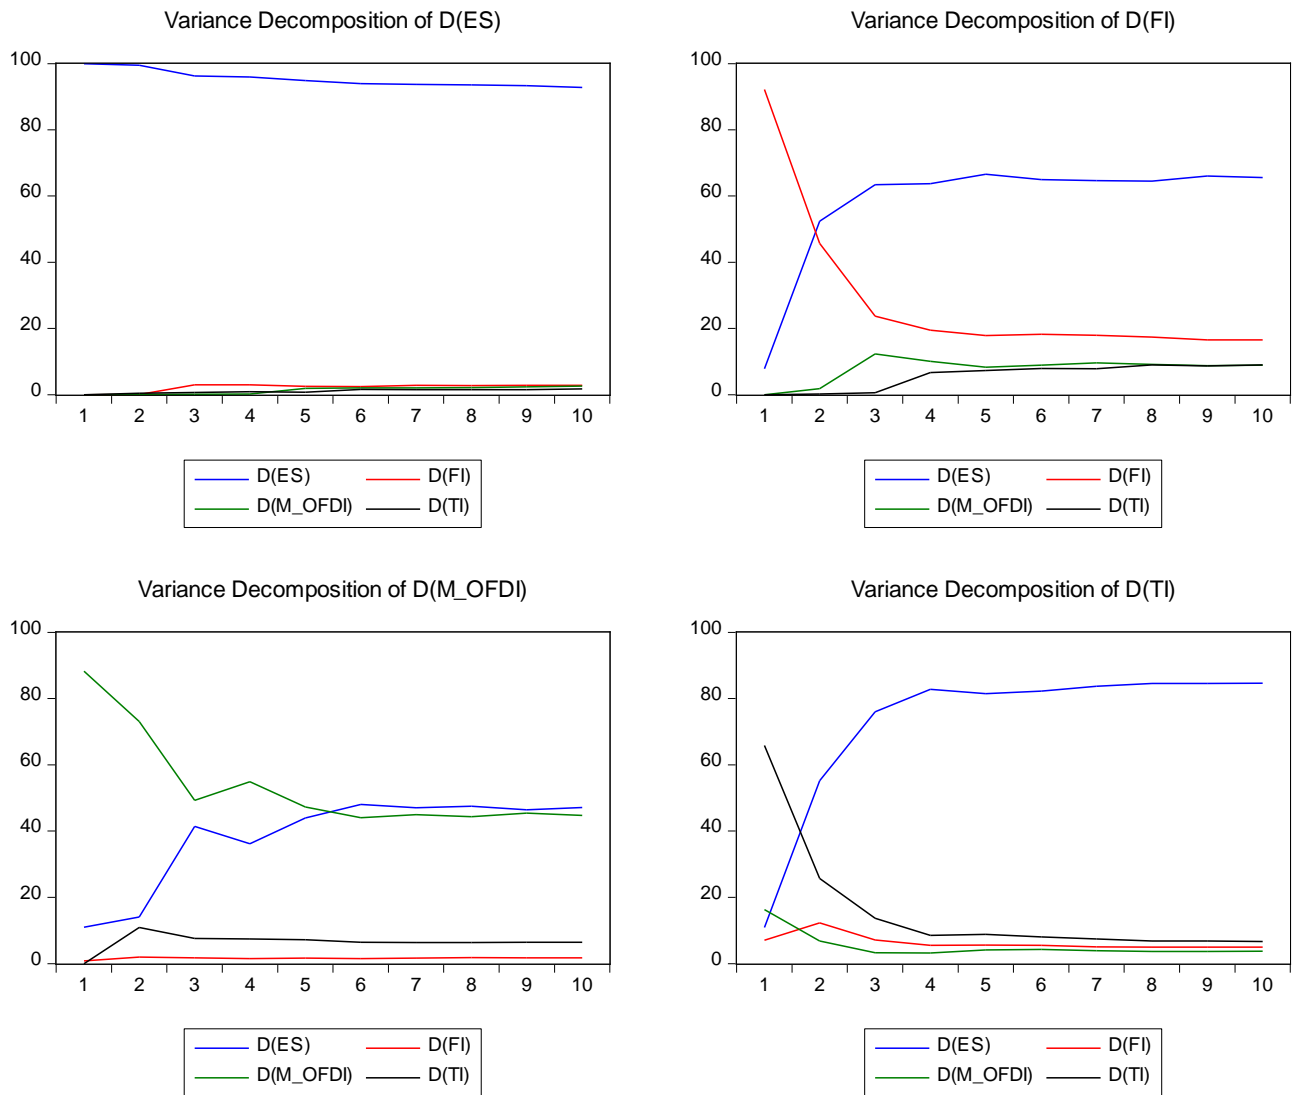 Variance Decomposition of D(ES)
100
80
60
40
20
0
1 2 3 4 5 6 7 8 9 10
D(ES) D(FI)
D(M_OFDI) D(TI)
Variance Decomposition of D(FI)
100
80
60
40
20
0
1 2 3 4 5 6 7 8 9 10
D(ES) D(FI)
D(M_OFDI) D(TI)
Variance Decomposition of D(M_OFDI)
100
80
60
40
20
0
1 2 3 4 5 6 7 8 9 10
D(ES) D(FI)
D(M_OFDI) D(TI)
Variance Decomposition of D(TI)
100
80
60
40
20
0
1 2 3 4 5 6 7 8 9 10
D(ES) D(FI)
D(M_OFDI) D(TI)